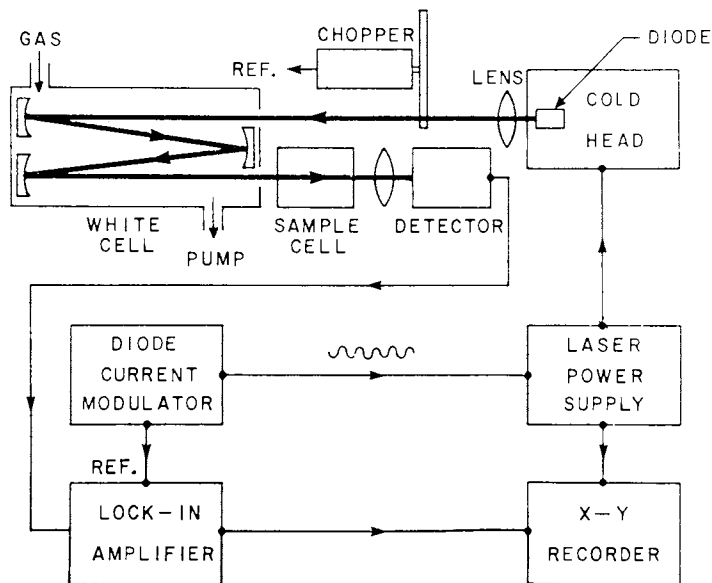 CHOPPER
GAS
DIODE
REF.
LENS
COLD
HEAD
WHITE
CELL
SAMPLE
CELL
DETECTOR
PUMP
DIODE
CURRENT
MODULATOR
LASER
POWER
SUPPLY
REF.
LOCK-IN
AMPLIFIER
X-Y
RECORDER